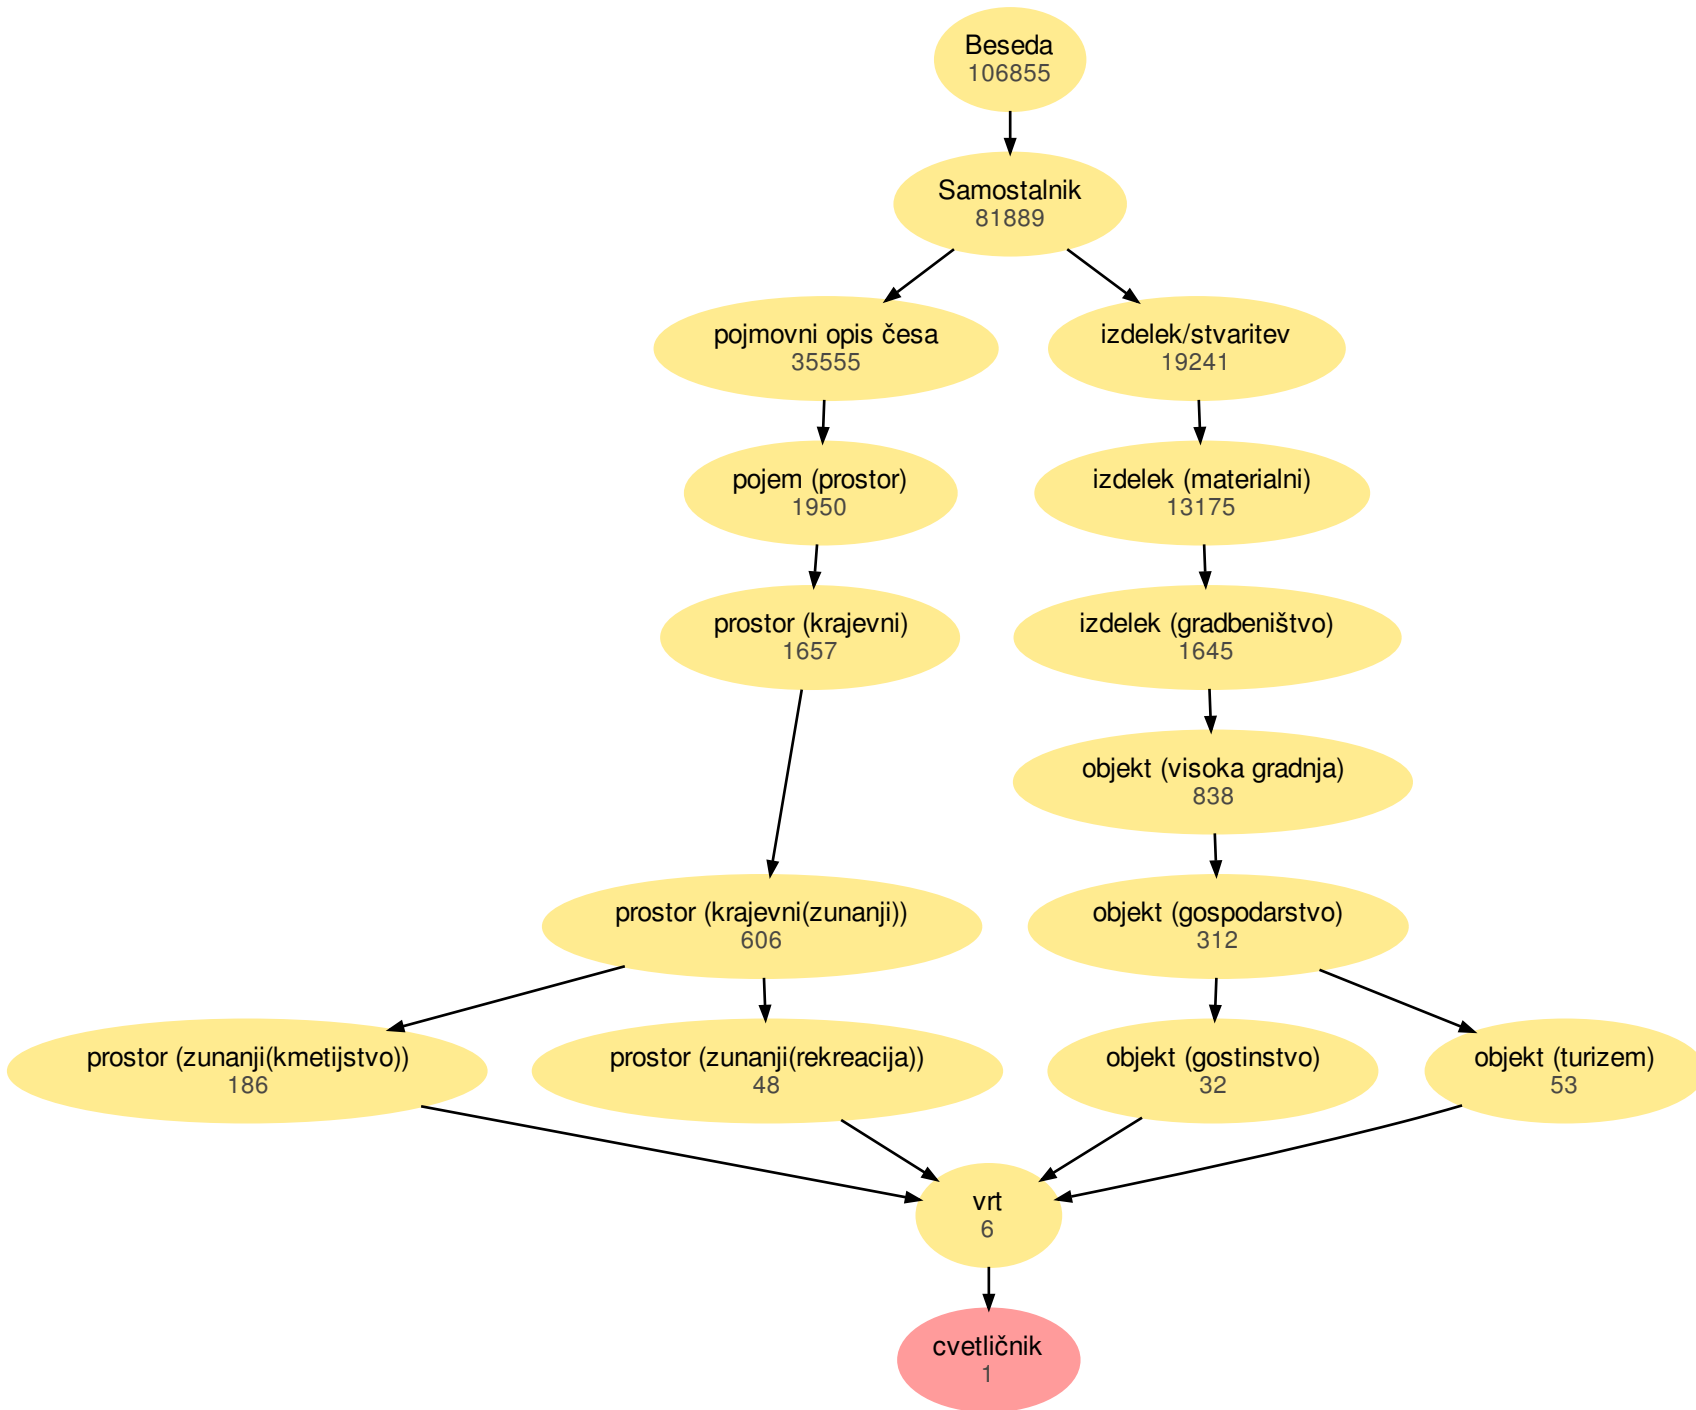 Beseda
106855
Samostalnik
81889
pojmovni opis česa
35555
izdelek/stvaritev
19241
pojem (prostor)
1950
izdelek (materialni)
13175
prostor (krajevni)
1657
izdelek (gradbeništvo)
1645
objekt (visoka gradnja)
838
prostor (krajevni(zunanji))
606
objekt (gospodarstvo)
312
prostor (zunanji(kmetijstvo))
186
prostor (zunanji(rekreacija))
48
objekt (gostinstvo)
32
objekt (turizem)
53
vrt
6
cvetličnik
1